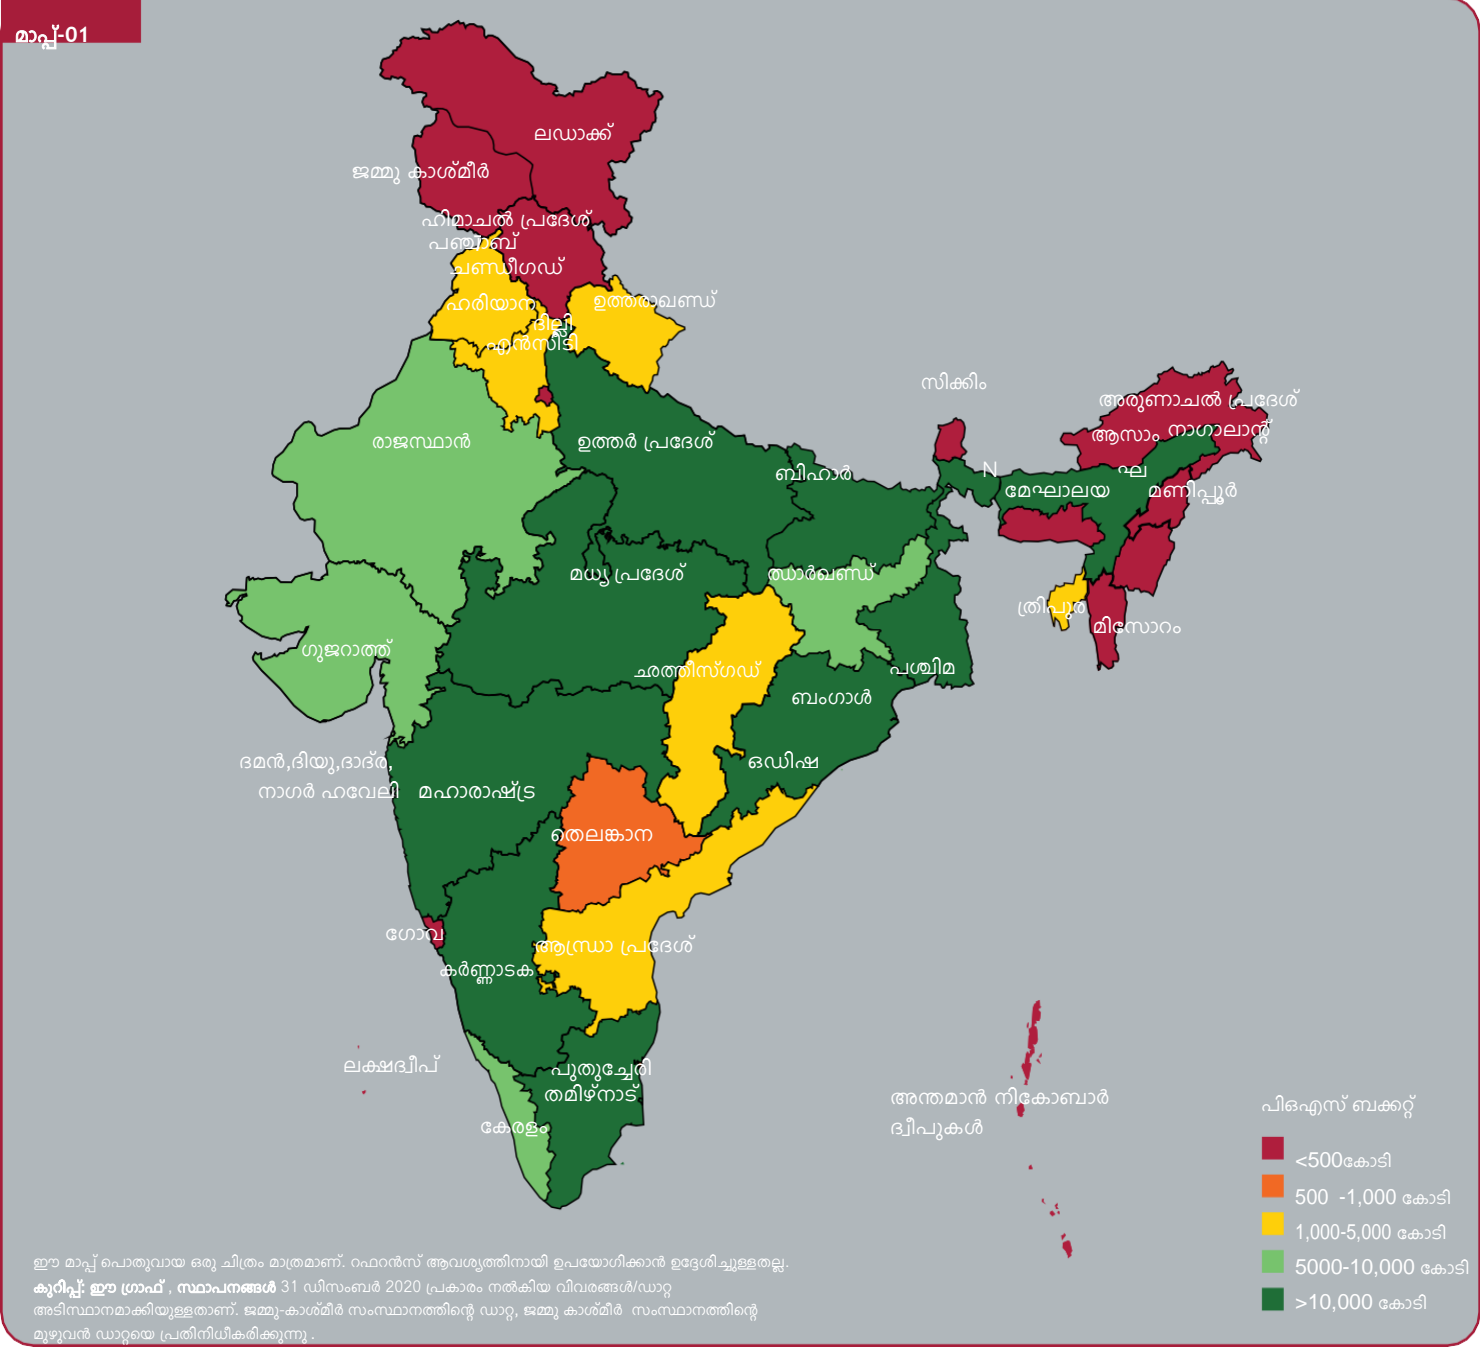 മാപ്പ്-01
ലഡാക്ക്
ജമ്മു കാശ്മീർ
ഹിമാചൽ പ്രദേശ്
പഞ്ചാബ്
ചണ്ഡീഗഡ്
ഹരിയാന
ഉത്തരാഖണ്ഡ്
ദില്ലി
എൻസിടി
സിക്കിം
അരുണാചൽ പ്രദേശ്
ആസാം നാഗാലാന്റ്
രാജസ്ഥാൻ
ഉത്തർ പ്രദേശ്
ബിഹാർ
N
ഘ
മേഘാലയ
മണിപ്പൂർ
മധ്യ പ്രദേശ്
ഝാർഖണ്ഡ്
ത്രിപുര
മിസോറം
ഗുജറാത്ത്
ഛത്തീസ്ഗഡ്
പശ്ചിമ
ബംഗാൾ
ഒഡിഷ
ദമൻ,ദിയു,ദാദ്ര,
നാഗർ ഹവേലി
മഹാരാഷ്ട്ര
തെലങ്കാന
ഗോവ
ആന്ധ്രാ പ്രദേശ്
കർണ്ണാടക
ലക്ഷദ്വീപ്
പുതുച്ചേരി
തമിഴ്നാട്
കേരളം
അന്തമാൻ നികോബാർ
ദ്വീപുകൾ
പിഒഎസ് ബക്കറ്റ്
<500കോടി
500 -1,000 കോടി
1,000-5,000 കോടി
5000-10,000 കോടി
>10,000 കോടി
ഈ മാപ്പ് പൊതുവായ ഒരു ചിത്രം മാത്രമാണ്. റഫറൻസ് ആവശ്യത്തിനായി ഉപയോഗിക്കാൻ ഉദ്ദേശിച്ചുള്ളതല്ല.
കുറിപ്പ്: ഈ ഗ്രാഫ് , സ്ഥാപനങ്ങൾ 31 ഡിസംബർ 2020 പ്രകാരം നൽകിയ വിവരങ്ങൾ/ഡാറ്റ
അടിസ്ഥാനമാക്കിയുള്ളതാണ്. ജമ്മു-കാശ്മീർ സംസ്ഥാനത്തിന്റെ ഡാറ്റ, ജമ്മു കാശ്മീർ സംസ്ഥാനത്തിന്റെ
മുഴുവൻ ഡാറ്റയെ പ്രതിനിധീകരിക്കുന്നു .